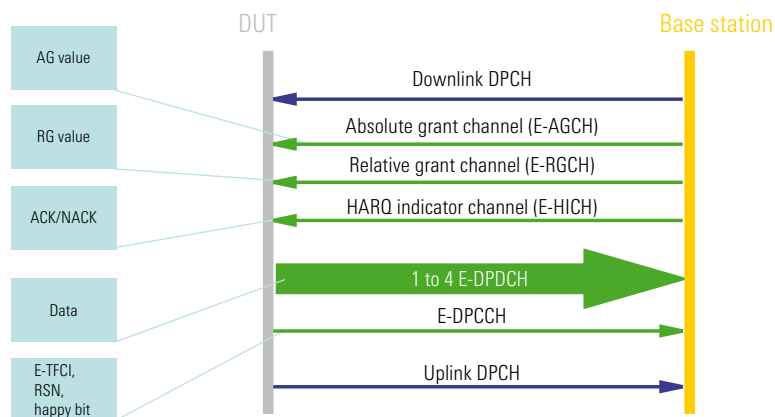 DUT
Base station
AG value
Downlink DPCH
Absolute grant channel (E-AGCH)
RG value
Relative grant channel (E-RGCH)
ACK/NACK
HARQ indicator channel (E-HICH)
1 to 4 E-DPDCH
Data
E-DPCCH
E-TFCI,
RSN,
happy bit
Uplink DPCH